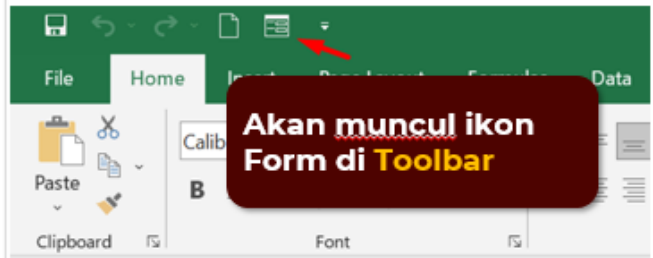 File Home Data
Calib
Akan muncul ikon
Form di Toolbar
Paste
B
Clipboard Font